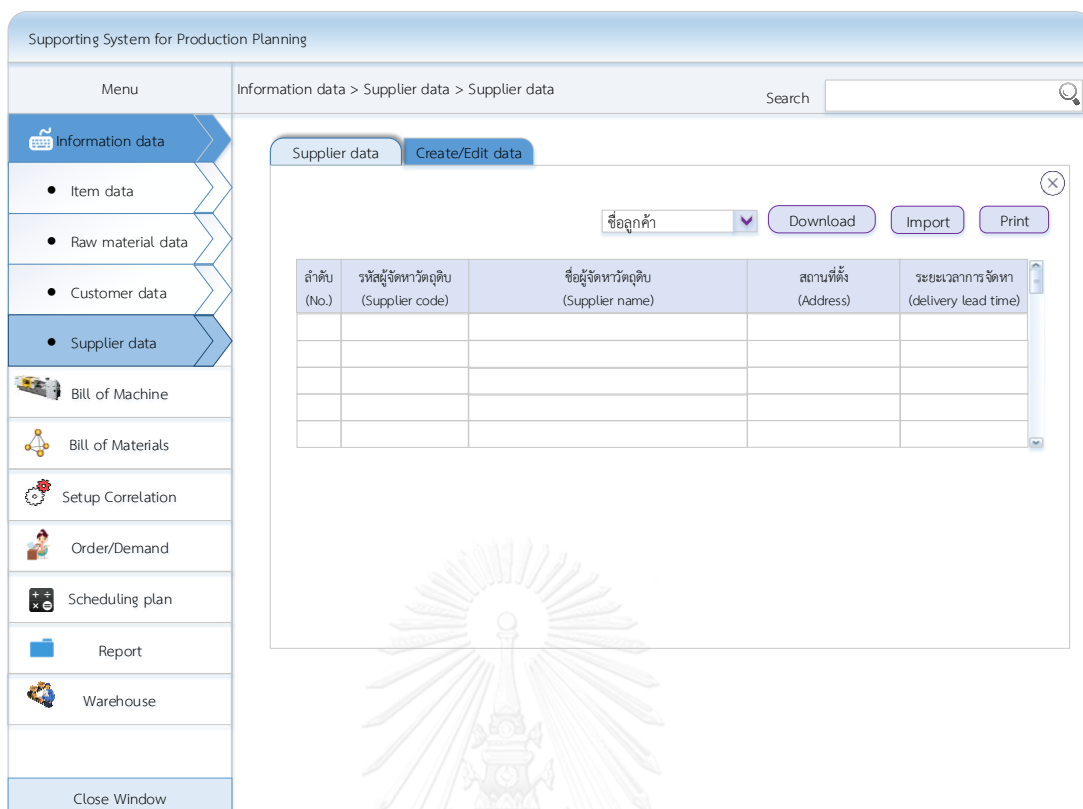 Supporting System for Production Planning
Menu
Information data > Supplier data > Supplier data
Search
Information data
Item data
Raw material data
Customer data
Supplier data
Bill of Machine
Bill of Materials
Setup Correlation
Order/Demand
Scheduling plan
Report
Warehouse
Close Window
Supplier data
Create/Edit data
ชื่อลูกค้า
Download
Import
Print
ลำดับ
(No.)
รหัสผู้จัดหาวัตถุดิบ
(Supplier code)
ชื่อผู้จัดหาวัตถุดิบ
(Supplier name)
สถานที่ตั้ง
(Address)
ระยะเวลาการจัดหา
(delivery lead time)